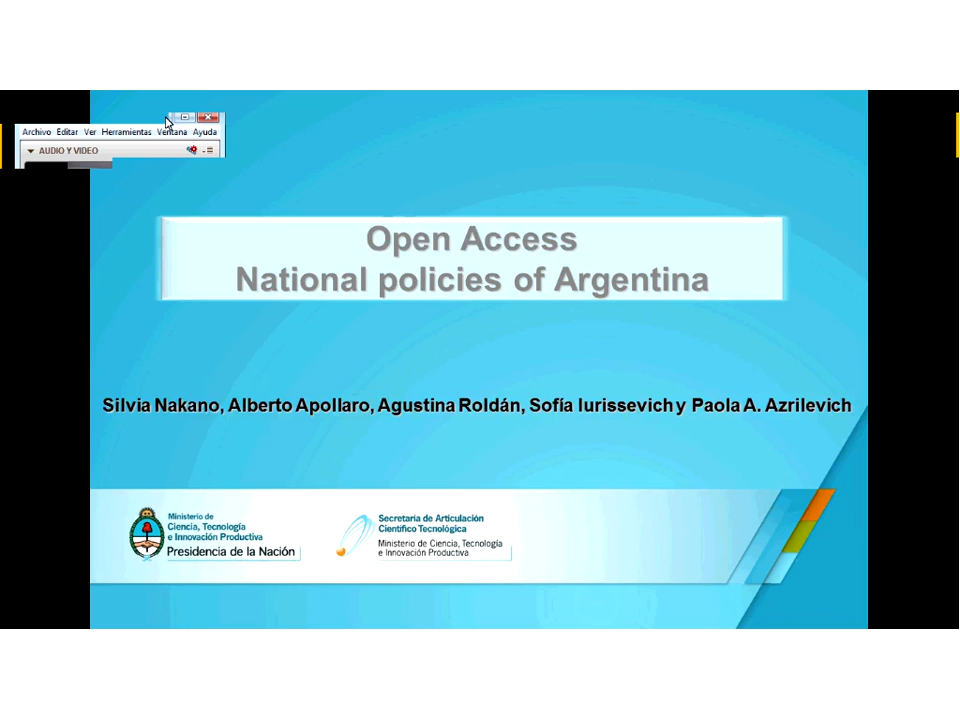 Archivo Editar Ver Herramientas Ventana Ayuda
AUDIO Y VIDEO
Open Access
National policies of Argentina
Silvia Nakano, Alberto Apollaro, Agustina Roldán, Sofía Iurissevich y Paola A. Azrilevich
Ministerio de
Ciencia, Tecnología
e Innovación Productiva
Presidencia de la Nación
Secretaría de Articulación
Científico Tecnológica
Ministerio de Ciencia, Tecnología
e Innovación Productiva